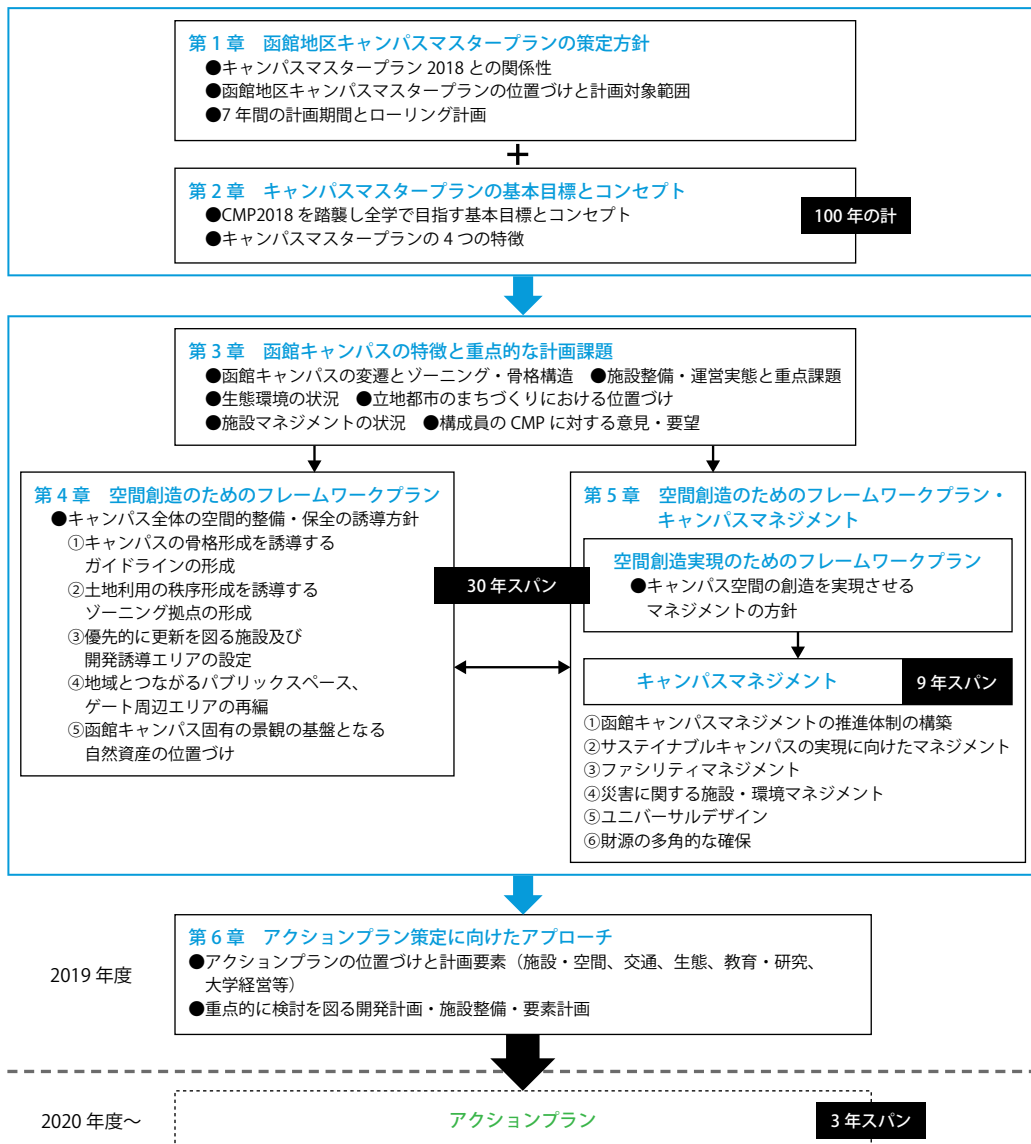 第1章 函館地区キャンパスマスタープランの策定方針
●キャンパスマスタープラン 2018 との関係性
●函館地区キャンパスマスタープランの位置づけと計画対象範囲
●7 年間の計画期間とローリング計画
+
第2章 キャンパスマスタープランの基本目標とコンセプト
●CMP2018 を踏襲し全学で目指す基本目標とコンセプト
●キャンパスマスタープランの 4 つの特徴
100 年の計
第3章 函館キャンパスの特徴と重点的な計画課題
●函館キャンパスの変遷とゾーニング・骨格構造 ●施設整備・運営実態と重点課題
●生態環境の状況 ●立地都市のまちづくりにおける位置づけ
●施設マネジメントの状況 ●構成員の CMP に対する意見・要望
第4章 空間創造のためのフレームワークプラン
●キャンパス全体の空間的整備・保全の誘導方針
①キャンパスの骨格形成を誘導する
ガイドラインの形成
②土地利用の秩序形成を誘導する
ゾーニング拠点の形成
③優先的に更新を図る施設及び
開発誘導エリアの設定
④地域とつながるパブリックスペース、
ゲート周辺エリアの再編
⑤函館キャンパス固有の景観の基盤となる
自然資産の位置づけ
30 年スパン
第5章 空間創造のためのフレームワークプラン・
キャンパスマネジメント
空間創造実現のためのフレームワークプラン
●キャンパス空間の創造を実現させる
マネジメントの方針
キャンパスマネジメント
9 年スパン
①函館キャンパスマネジメントの推進体制の構築
②サステイナブルキャンパスの実現に向けたマネジメント
③ファシリティマネジメント
④災害に関する施設・環境マネジメント
⑤ユニバーサルデザイン
⑥財源の多角的な確保
2019 年度
第6章 アクションプラン策定に向けたアプローチ
●アクションプランの位置づけと計画要素（施設・空間、交通、生態、教育・研究、
大学経営等）
●重点的に検討を図る開発計画・施設整備・要素計画
2020 年度～
アクションプラン
3 年スパン